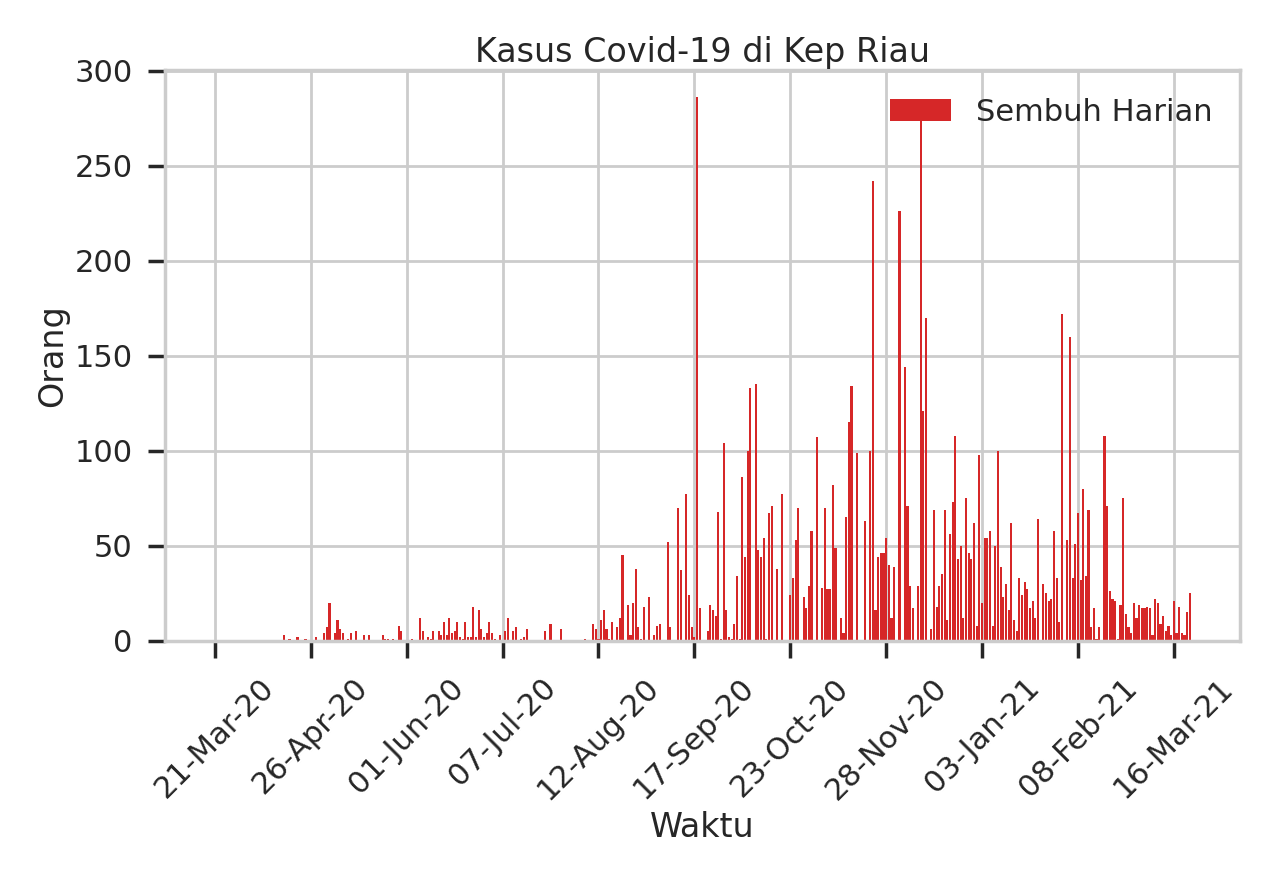 Kasus Covid-19 di Kep Riau
Sembuh Harian
Orang
300
250
200
150
100
50
0
21-Mar-20
26-Apr-20
01-Jun-20
07-Jul-20
12-Aug-20
17-Sep-20
23-Oct-20
28-Nov-20
03-Jan-21
08-Feb-21
16-Mar-21
Waktu